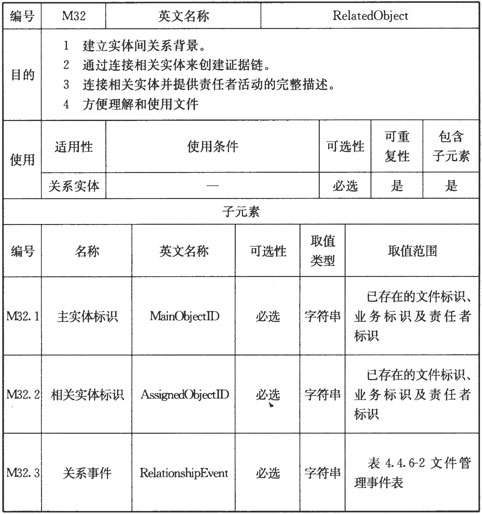 编号 M32 英文名称 RelatedObject
目的
1 建立实体间关系背景。
2 通过连接相关实体来创建证据链。
3 连接相关实体并提供责任者活动的完整描述。
4 方便理解和使用文件
使用
适用性 使用条件 可选性 可重复性 包含子元素
关系实体 — 必选 是 是
子元素
编号 名称 英文名称 可选性 取值类型 取值范围
M32.1 主实体标识 MainObjectID 必选 字符串 已存在的文件标识、
业务标识及责任者
标识
M32.2 相关实体标识 AssignedObjectID 必选 字符串 已存在的文件标识、
业务标识及责任者
标识
M32.3 关系事件 RelationshipEvent 必选 字符串 表 4.4.6-2 文件管
理事件表